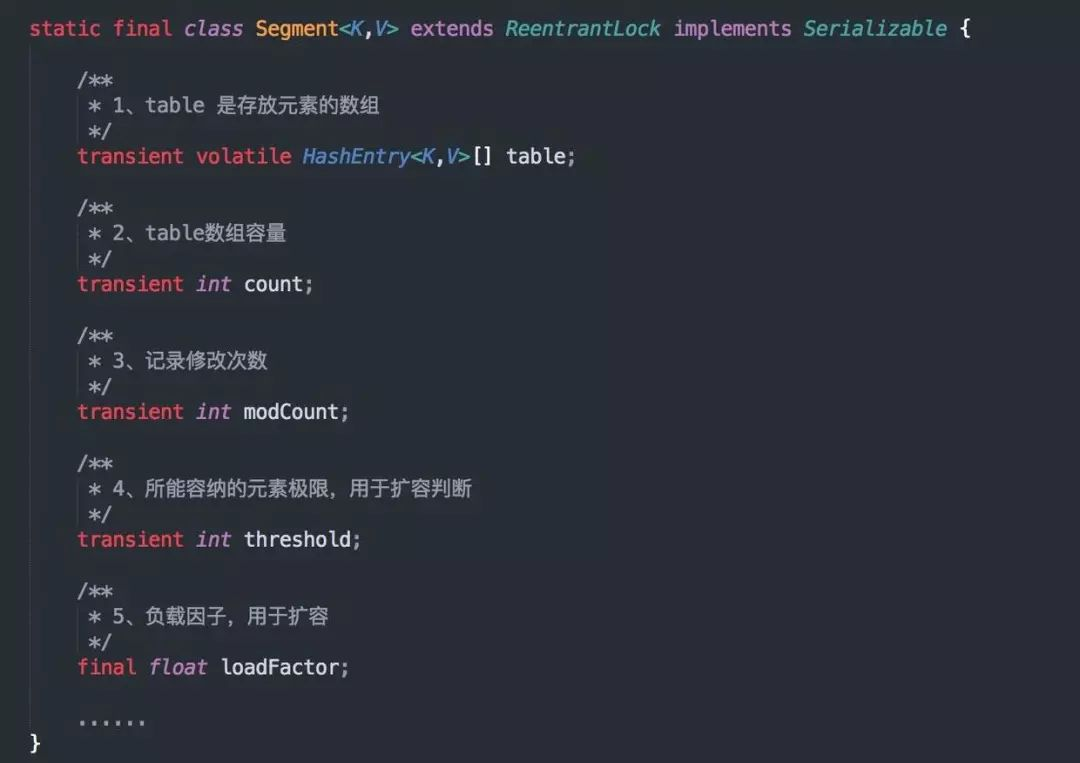 static final class Segment<K,V> extends ReentrantLock implements Serializable {
/**
* 1、table 是存放元素的数组
*/
transient volatile HashEntry<K,V>[] table;
/**
* 2、table数组容量
*/
transient int count;
/**
* 3、记录修改次数
*/
transient int modCount;
/**
* 4、所能容纳的元素极限，用于扩容判断
*/
transient int threshold;
/**
* 5、负载因子，用于扩容
*/
final float loadFactor;
......
}